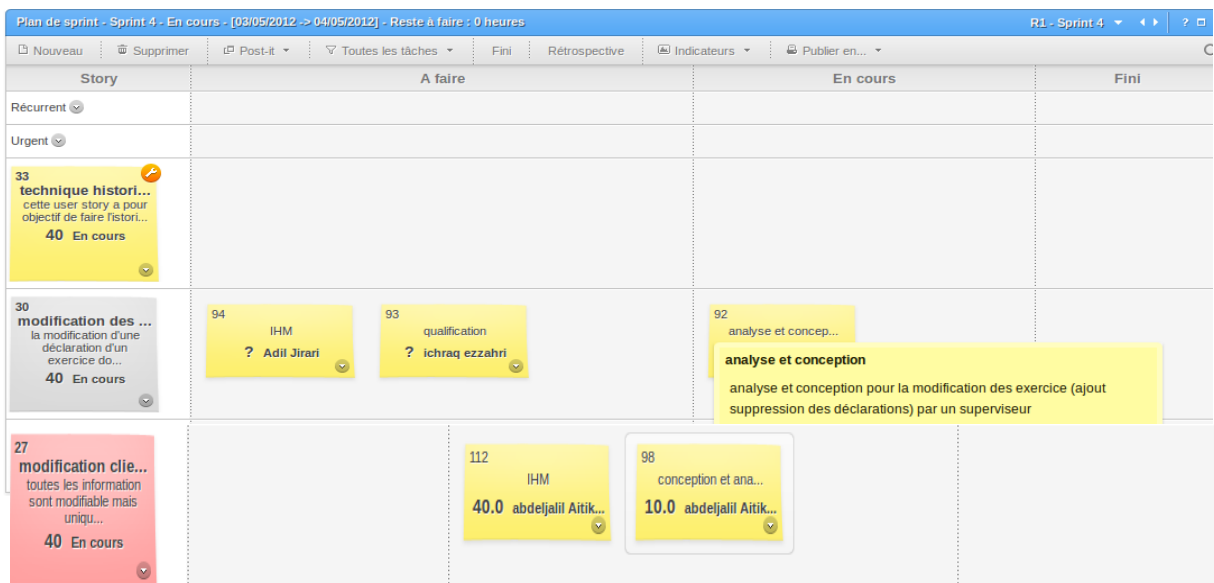 Plan de sprint - Sprint 4 - En cours - [03/05/2012 -> 04/05/2012] - Reste à faire : 0 heures
R1 - Sprint 4
?
Nouveau
Supprimer
Post-it
Toutes les tâches
Fini
Rétrospective
Indicateurs
Publier en...
Story
A faire
En cours
Fini
Récurrent
Urgent
33
technique histori...
cette user story a pour
objectif de faire l'istori...
40 En cours
30
modification des ...
la modification d'une
déclaration d'un
exercice do...
40 En cours
94
IHM
? Adil Jirari
93
qualification
? ichraq ezzahri
92
analyse et concep...
analyse et conception
analyse et conception pour la modification des exercice (ajout
suppression des déclarations) par un superviseur
27
modification clie...
toutes les information
sont modifiable mais
uniqu...
40 En cours
112
IHM
40.0 abdeljalil Aitik...
98
conception et ana...
10.0 abdeljalil Aitik...